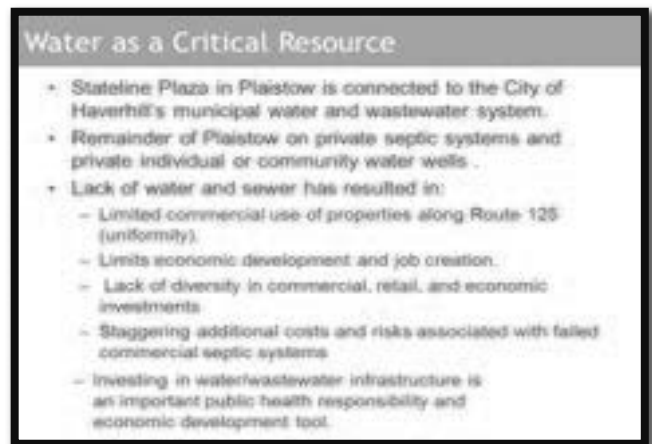 Water as a Critical Resource
• Stateline Plaza in Plaistow is connected to the City of
Haverhill's municipal water and wastewater system.
• Remainder of Plaistow on private septic systems and
private individual or community water wells .
• Lack of water and sewer has resulted in:
– Limited commercial use of properties along Route 125
(uniformity).
– Limits economic development and job creation.
– Lack of diversity in commercial, retail, and economic
investments
– Staggering additional costs and risks associated with failed
commercial septic systems
– Investing in water/wastewater infrastructure is
an important public health responsibility and
economic development tool.